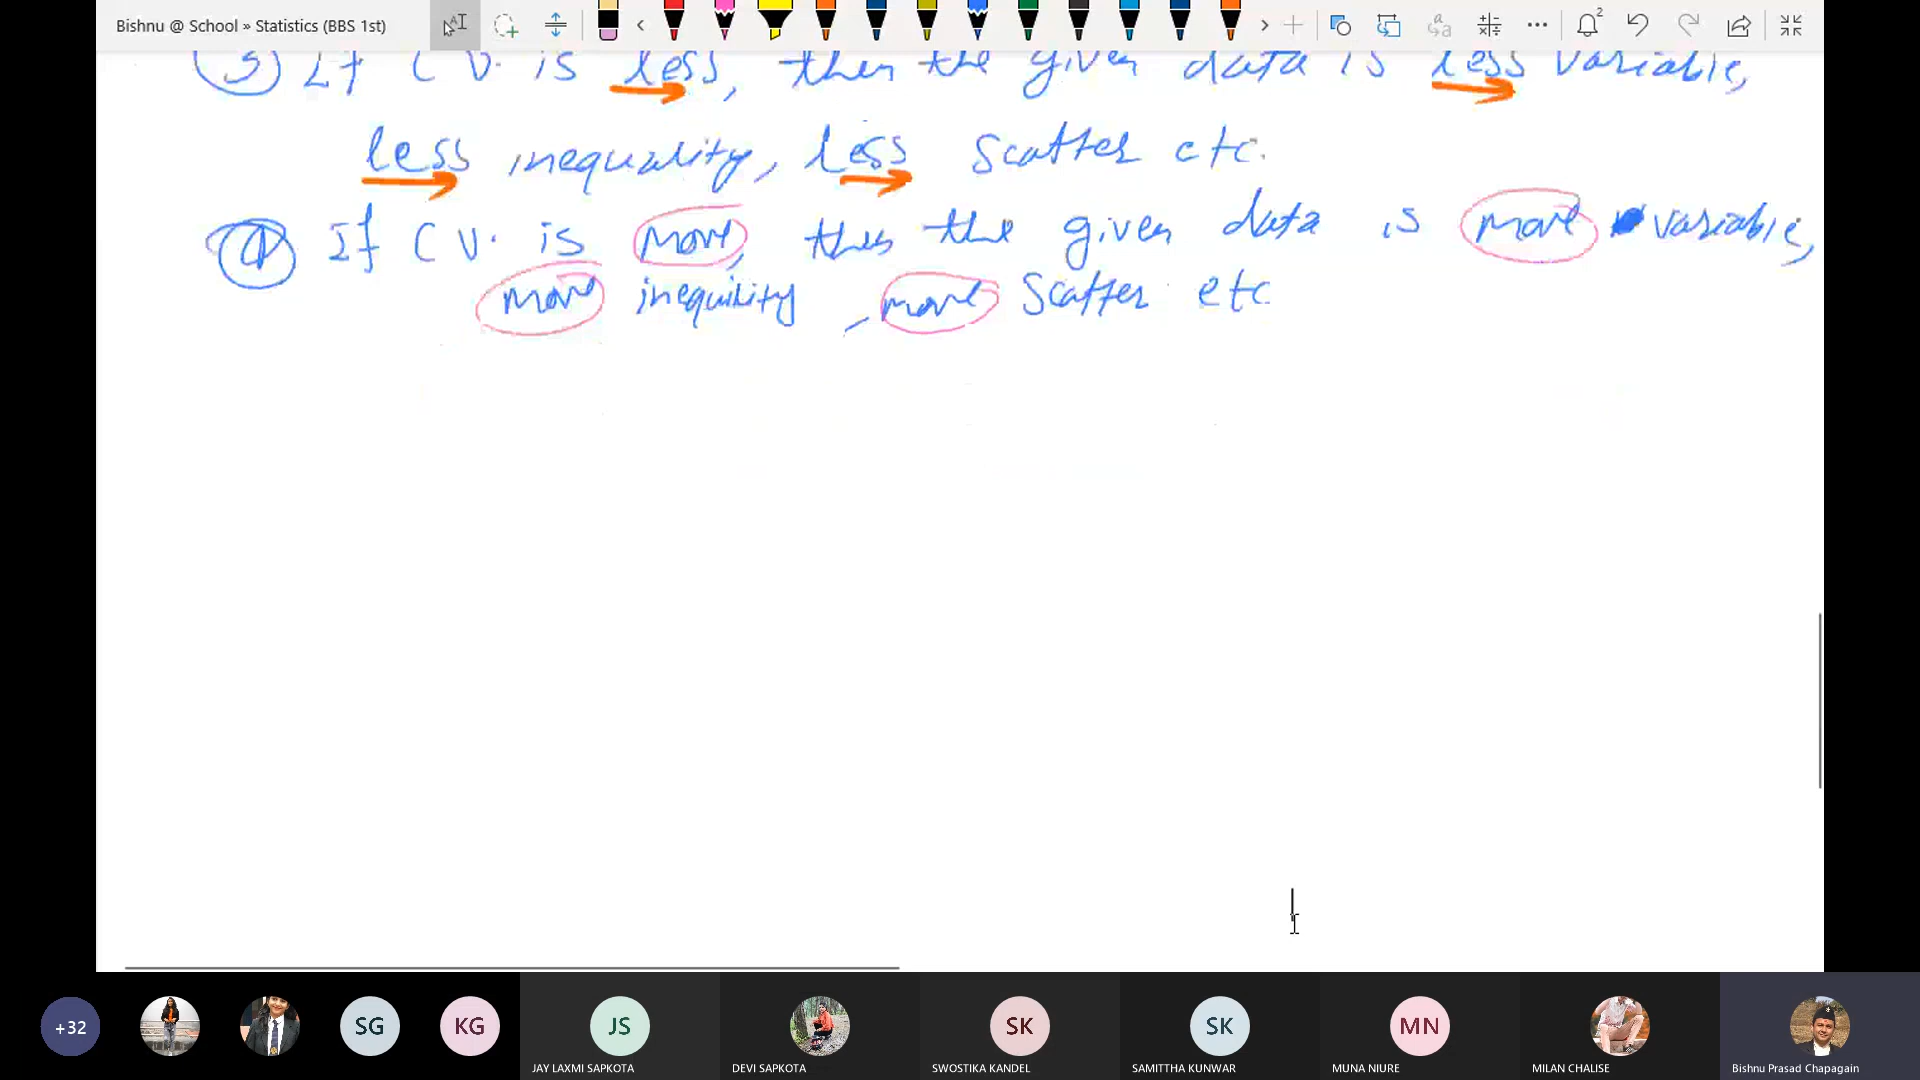 Bishnu @ School » Statistics (BBS 1st)
③ If C.V. is less, then the given data is less variable,
less inequality, less scatter etc.
④ If C.V. is more, then the given data is more variable,
more inequility, more scatter etc
+32
SG
KG
JS
JAY LAXMI SAPKOTA
DEVI SAPKOTA
SK
SWOSTIKA KANDEL
SK
SAMITTHA KUNWAR
MN
MUNA NIURE
MILAN CHALISE
Bishnu Prasad Chapagain